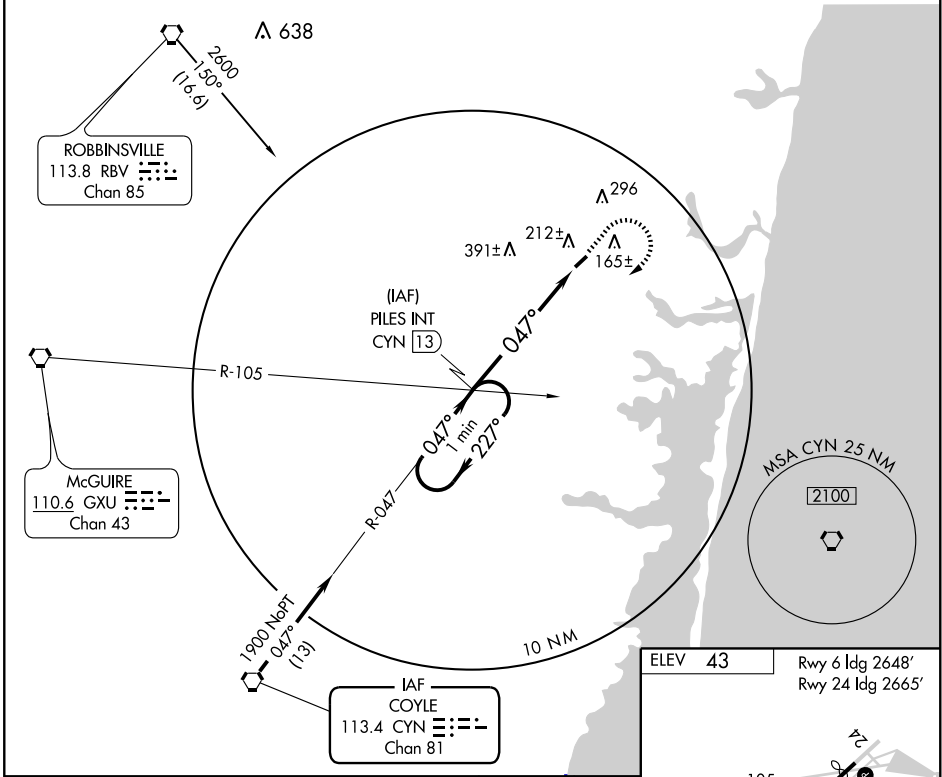 638
2600
150°
(16.6)
ROBBINSVILLE
113.8 RBV
Chan 85
296
391±
212±
165±
(IAF)
PILES INT
CYN 13
047°
R-105
047°
1 min
227°
McGUIRE
110.6 GXU
Chan 43
R-047
MSA CYN 25 NM
2100
1900 NoPT
047°
(13)
10 NM
IAF
COYLE
113.4 CYN
Chan 81
ELEV 43
Rwy 6 ldg 2648'
Rwy 24 ldg 2665'
24